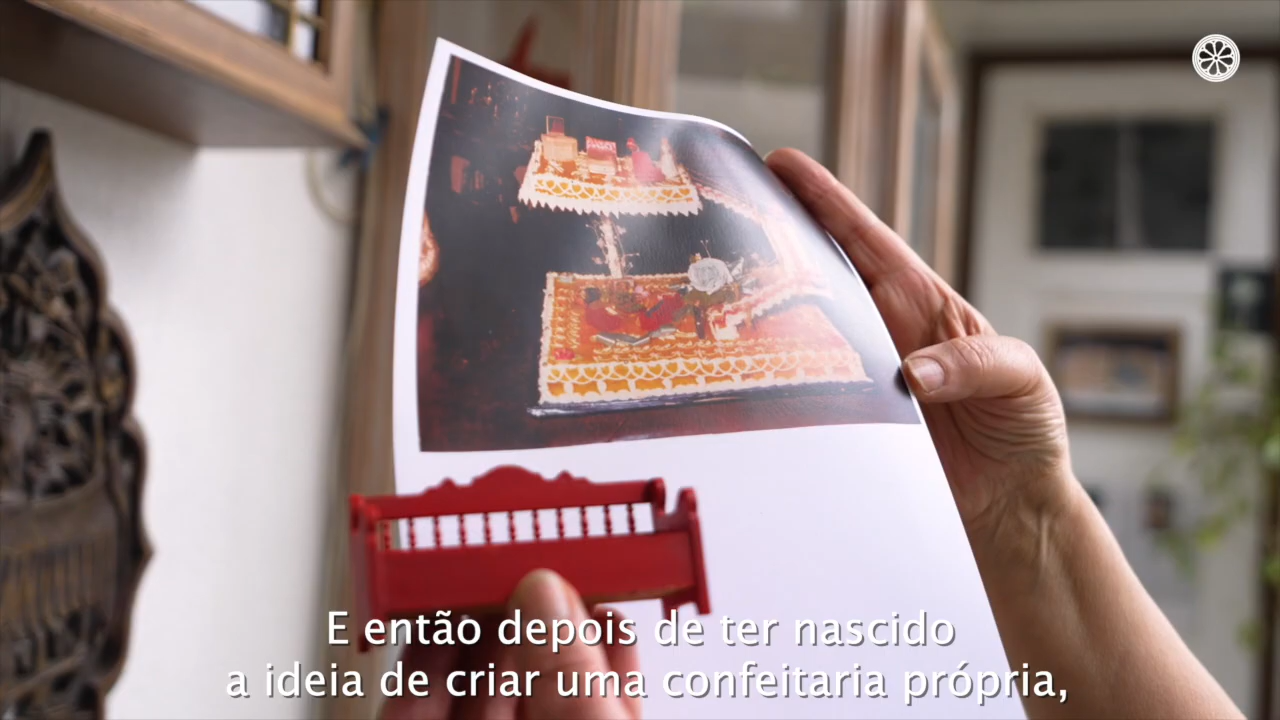 E então depois de ter nascido
a ideia de criar uma confeitaria própria,